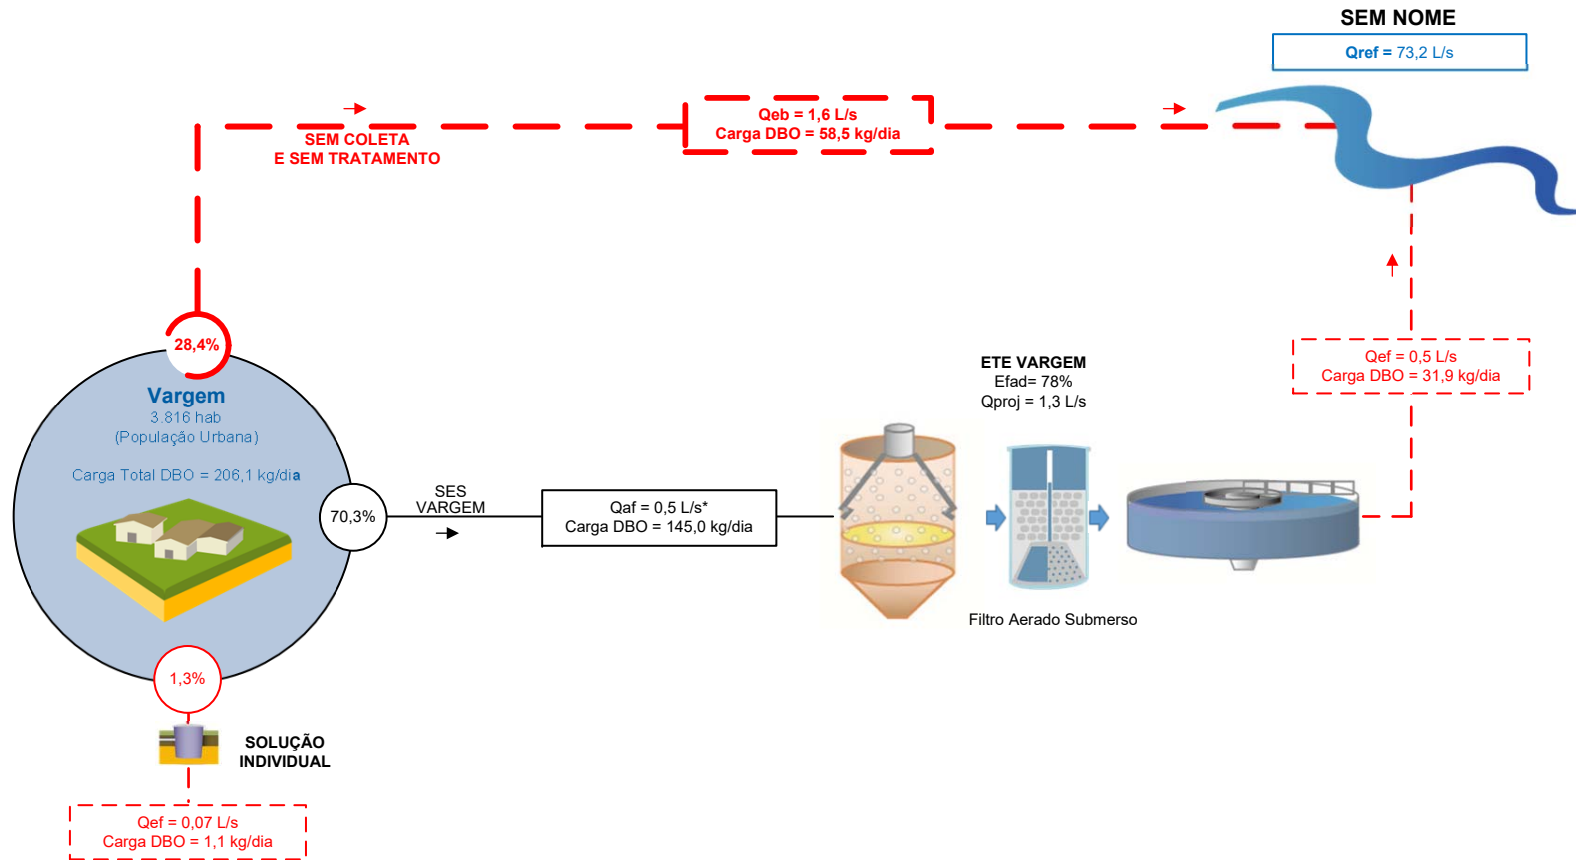 SEM NOME
Qref = 73,2 L/s
SEM COLETA
E SEM TRATAMENTO
Qeb = 1,6 L/s
Carga DBO = 58,5 kg/dia
28,4%
Vargem
3.816 hab
(População Urbana)
Carga Total DBO = 206,1 kg/dia
70,3%
SES
VARGEM
Qaf = 0,5 L/s*
Carga DBO = 145,0 kg/dia
ETE VARGEM
Efad= 78%
Qproj = 1,3 L/s
Filtro Aerado Submerso
Qef = 0,5 L/s
Carga DBO = 31,9 kg/dia
1,3%
SOLUÇÃO
INDIVIDUAL
Qef = 0,07 L/s
Carga DBO = 1,1 kg/dia